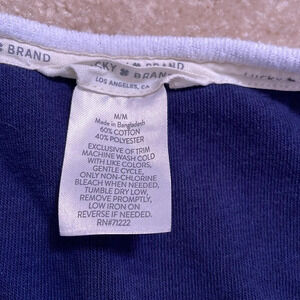 BRAND
CKY BRAND
LOS ANGELES, CA
M/M
Made in Bangladesh
60% COTTON
40% POLYESTER
EXCLUSIVE OF TRIM
MACHINE WASH COLD
WITH LIKE COLORS,
GENTLE CYCLE,
ONLY NON-CHLORINE
BLEACH WHEN NEEDED,
TUMBLE DRY LOW,
REMOVE PROMPTLY,
LOW IRON ON
REVERSE IF NEEDED.
RN#71222